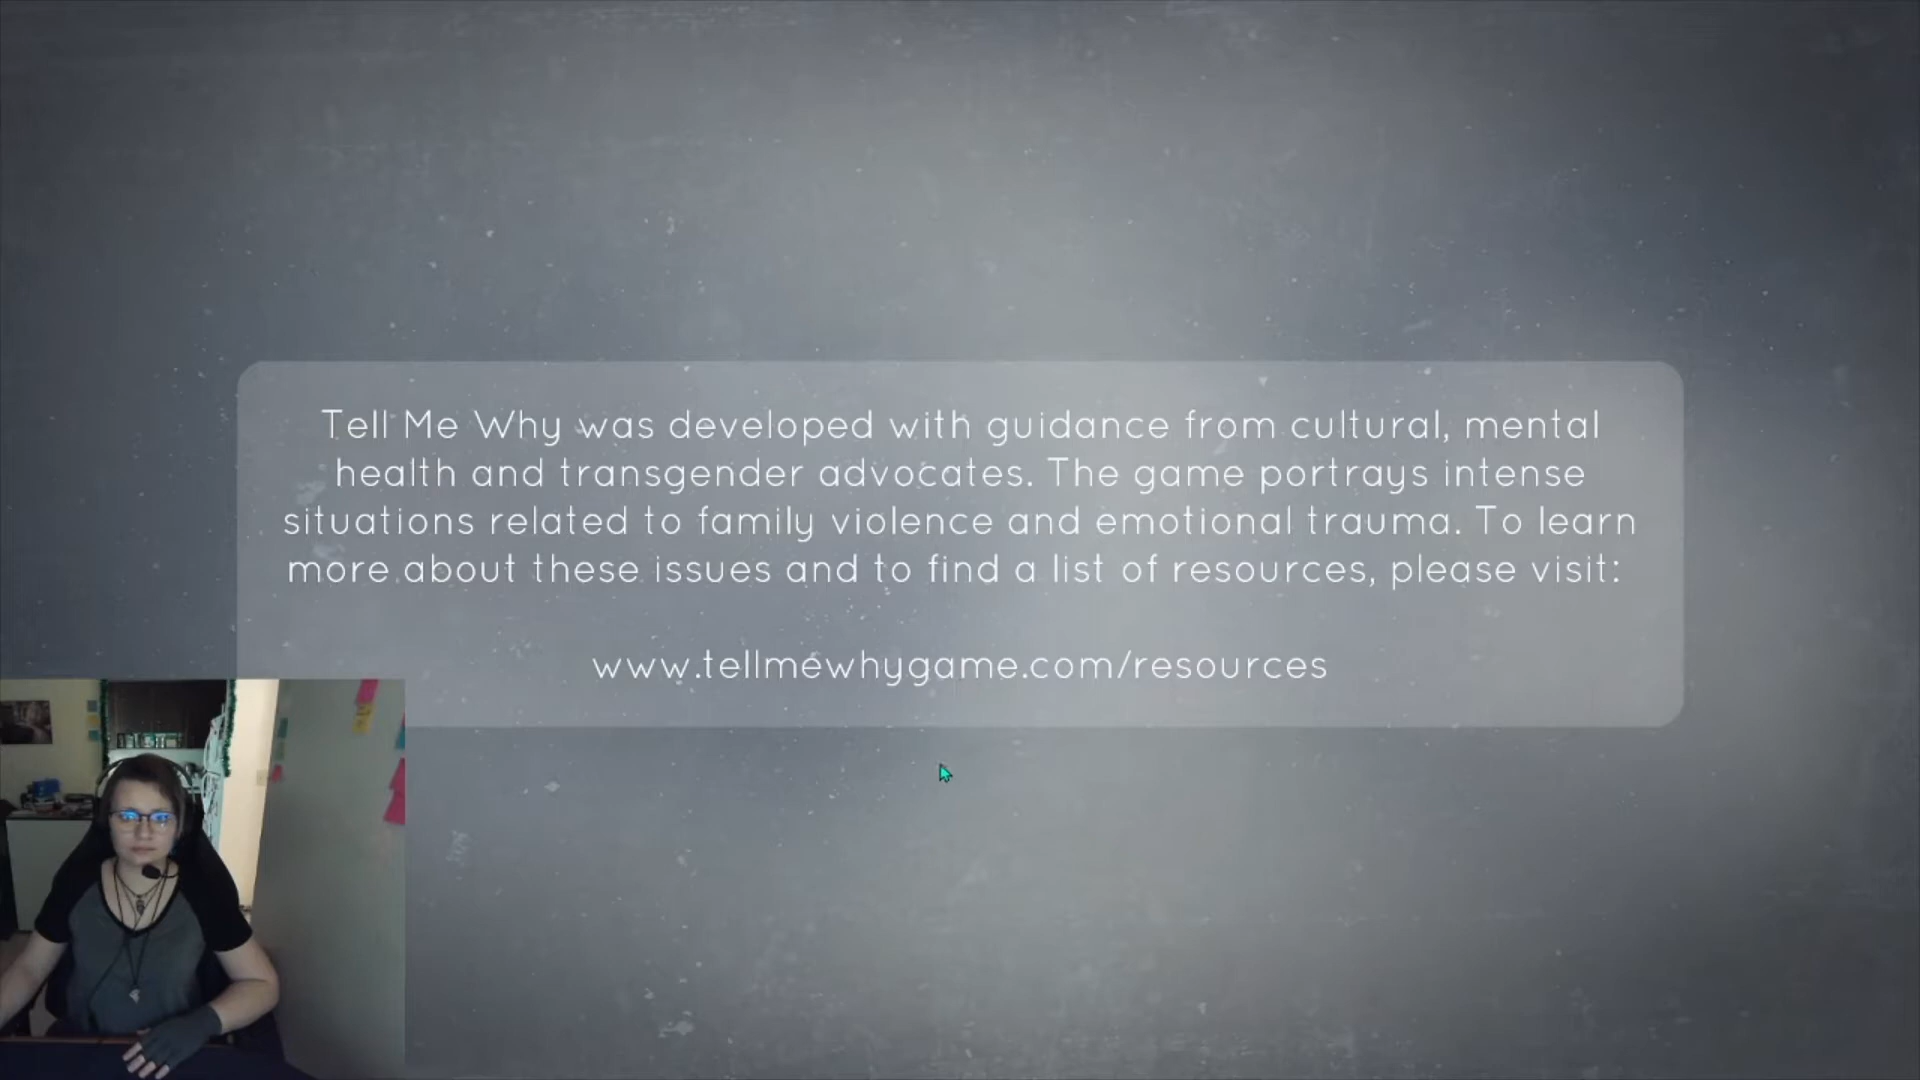 Tell Me Why was developed with guidance from cultural, mental
health and transgender advocates. The game portrays intense
situations related to family violence and emotional trauma. To learn
more about these issues and to find a list of resources, please visit:
www.tellmewhygame.com/resources